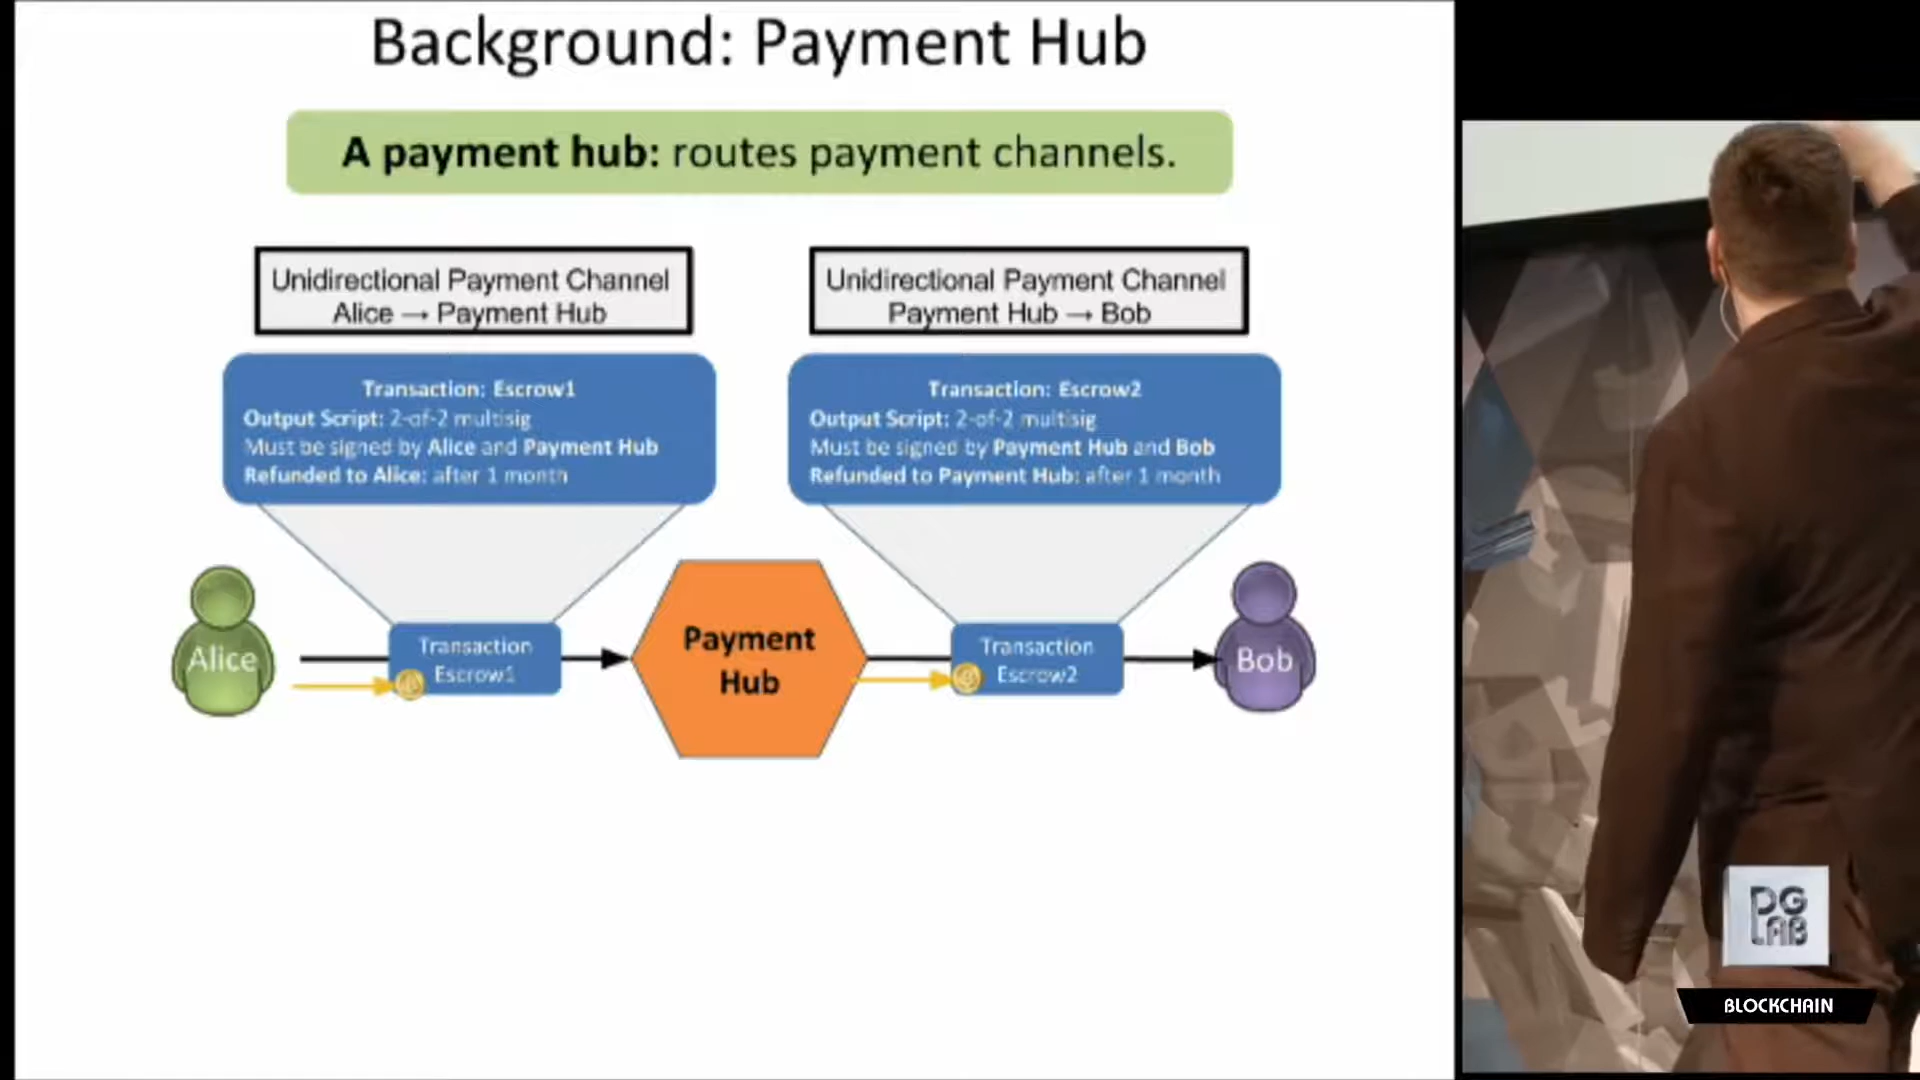 Background: Payment Hub
A payment hub: routes payment channels.
Unidirectional Payment Channel
Alice → Payment Hub
Unidirectional Payment Channel
Payment Hub → Bob
Transaction: Escrow1
Output Script: 2-of-2 multisig
Must be signed by Alice and Payment Hub
Refunded to Alice: after 1 month
Transaction: Escrow2
Output Script: 2-of-2 multisig
Must be signed by Payment Hub and Bob
Refunded to Payment Hub: after 1 month
Alice
Transaction
Escrow1
Payment
Hub
Transaction
Escrow2
Bob
DG
LAB
BLOCKCHAIN